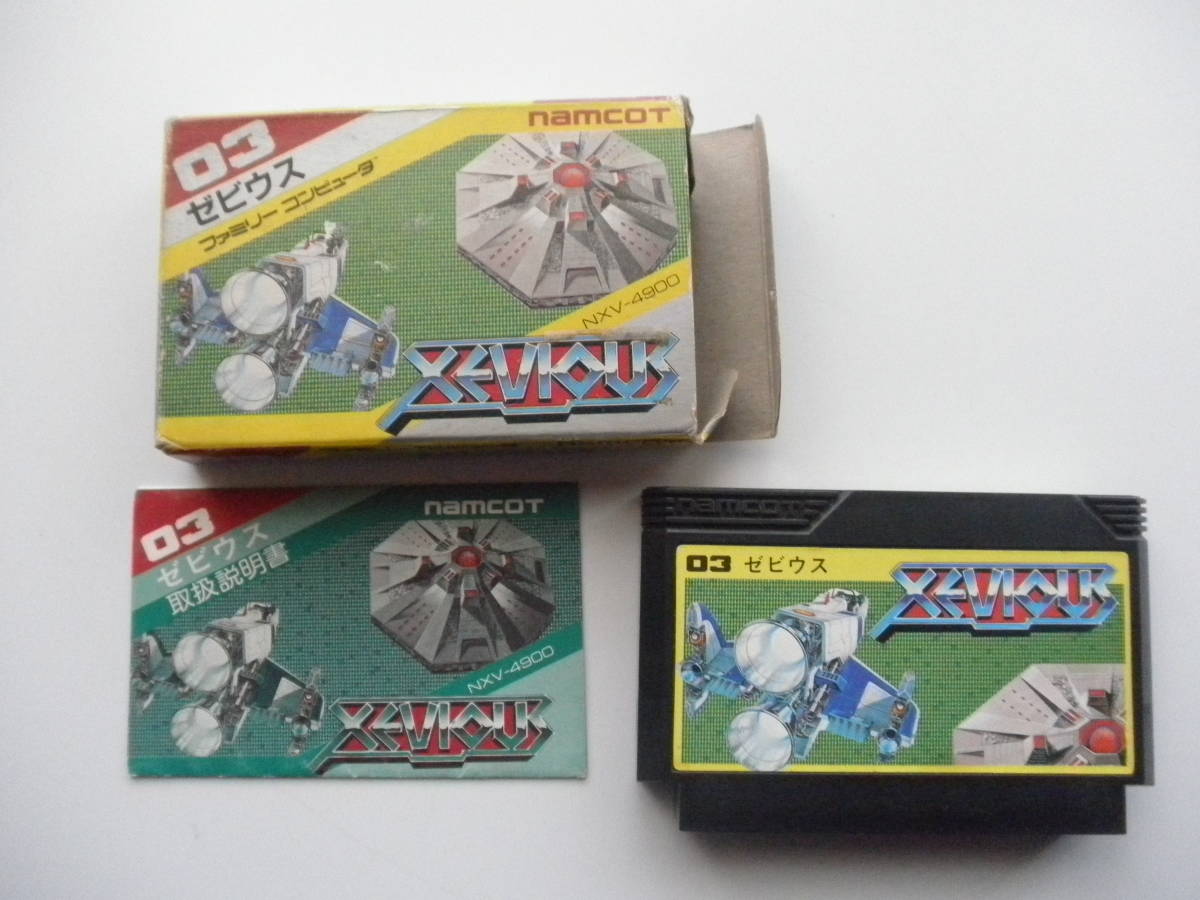 03
ゼビウス
ファミリーコンピュータ
namcoT
NXV-4900
XEVIOUS
03
ゼビウス
取扱説明書
namcoT
NXV-4900
XEVIOUS
namcoT
03 ゼビウス
XEVIOUS